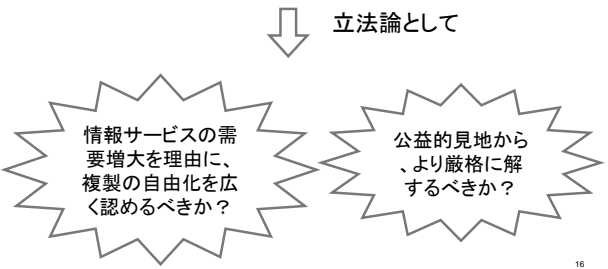 立法論として
情報サービスの需
要増大を理由に、
複製の自由化を広
く認めるべきか？
公益的見地から
、より厳格に解
するべきか？
16